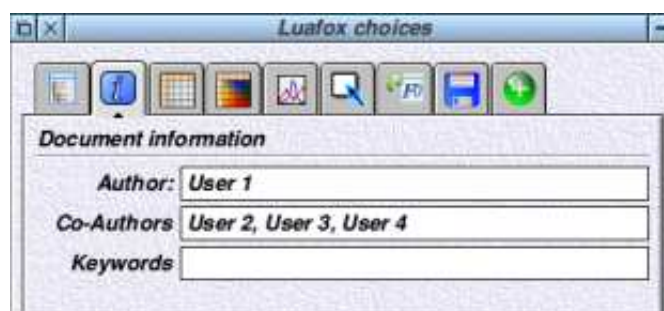 Luafox choices
Document information
Author: User 1
Co-Authors User 2, User 3, User 4
Keywords